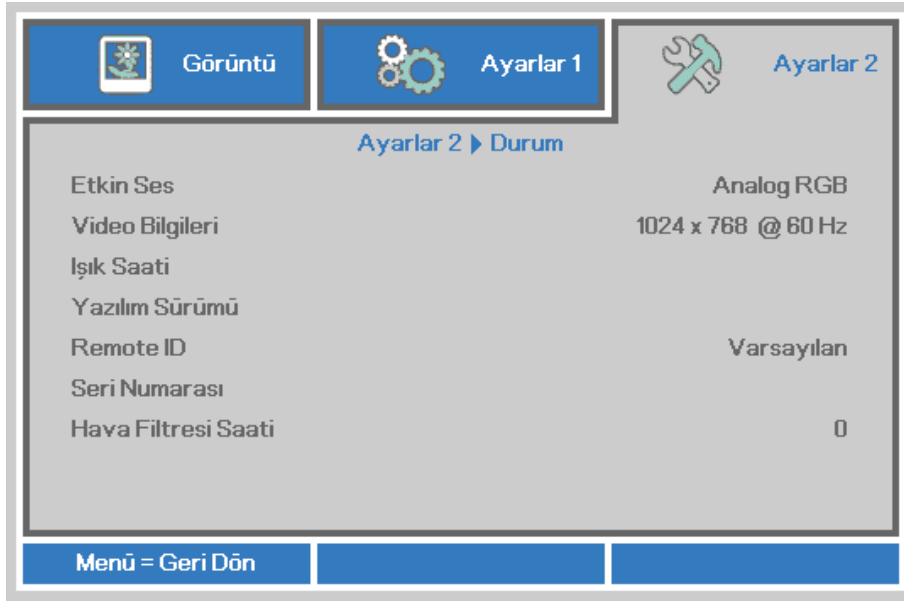 Görüntü Ayarlar 1 Ayarlar 2
Ayarlar 2 Durum
Etkin Ses Analog RGB
Video Bilgileri 1024 x 768 @ 60 Hz
Işık Saati
Yazılım Sürümü
Remote ID Varsayılan
Seri Numarası
Hava Filtresi Saati 0
Menü = Geri Dön